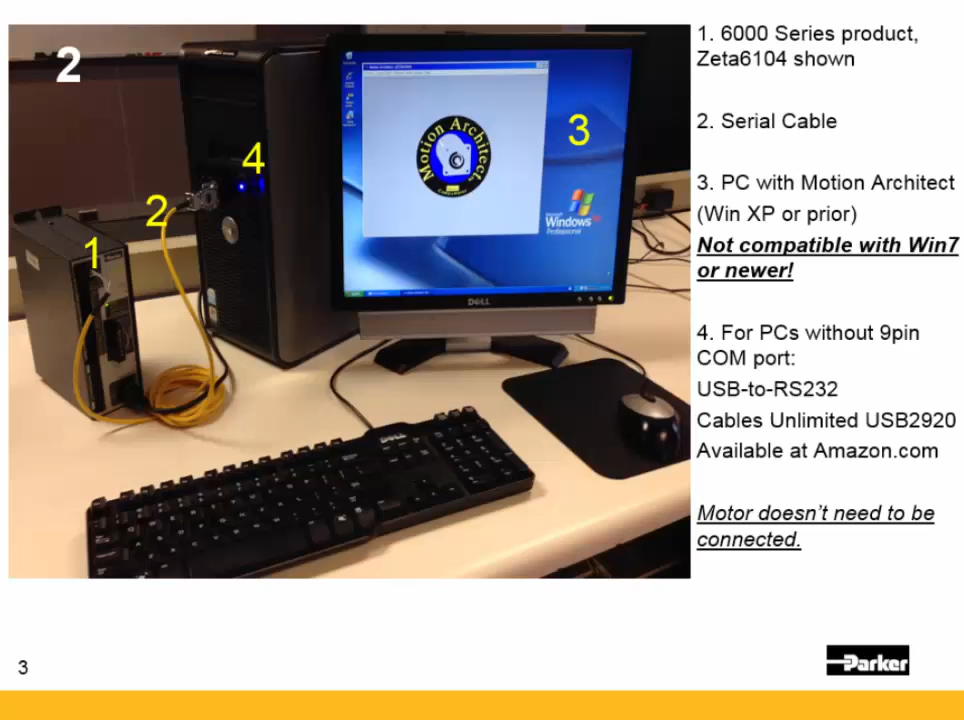 2
1
2
4
3
Motion Architect
Microsoft
Windows XP
Professional
DELL
DELL
1. 6000 Series product,
Zeta6104 shown
2. Serial Cable
3. PC with Motion Architect
(Win XP or prior)
Not compatible with Win7
or newer!
4. For PCs without 9pin
COM port:
USB-to-RS232
Cables Unlimited USB2920
Available at Amazon.com
Motor doesn't need to be
connected.
3
Parker